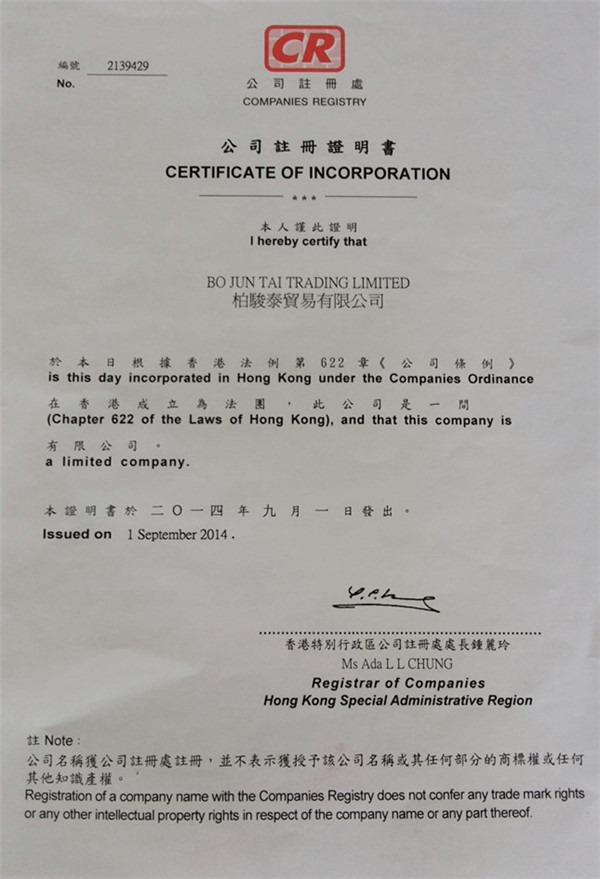 CR
編號 2139429
No.
公司註冊處
COMPANIES REGISTRY
公司註冊證明書
CERTIFICATE OF INCORPORATION
***
本人謹此證明
I hereby certify that
BO JUN TAI TRADING LIMITED
柏駿泰貿易有限公司
於本日根據香港法例第622章《公司條例》
is this day incorporated in Hong Kong under the Companies Ordinance
在香港成立為法團，此公司是一間
(Chapter 622 of the Laws of Hong Kong), and that this company is
有限公司。
a limited company.
本證明書於二〇一四年九月一日發出。
Issued on 1 September 2014.
香港特別行政區公司註冊處處長鍾麗玲
Ms Ada L L CHUNG
Registrar of Companies
Hong Kong Special Administrative Region
註 Note:
公司名稱獲公司註冊處註冊，並不表示獲授予該公司名稱或其任何部分的商標權或任何
其他知識產權。
Registration of a company name with the Companies Registry does not confer any trade mark rights
or any other intellectual property rights in respect of the company name or any part thereof.